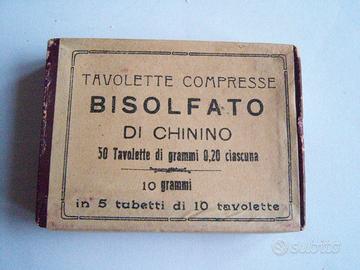 TAVOLETTE COMPRESSE
BISOLFATO
DI CHININO
50 Tavolette di grammi 0,20 ciascuna
10 grammi
in 5 tubetti di 10 tavolette
subito